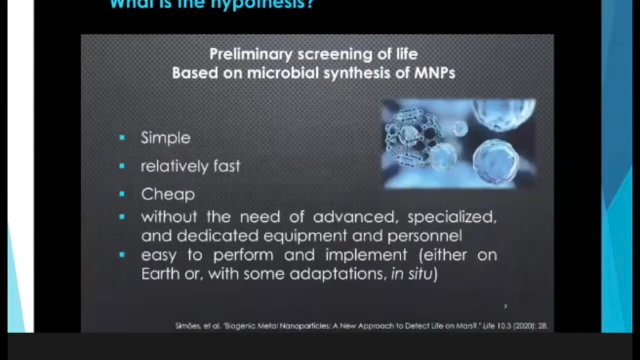 What is the hypothesis?
Preliminary screening of life
Based on microbial synthesis of MNPs
▪ Simple
▪ relatively fast
▪ Cheap
▪ without the need of advanced, specialized,
and dedicated equipment and personnel
▪ easy to perform and implement (either on
Earth or, with some adaptations, in situ)
Simões, et al. "Biogenic Metal Nanoparticles: A New Approach to Detect Life on Mars?." Life 10.3 (2020): 28.